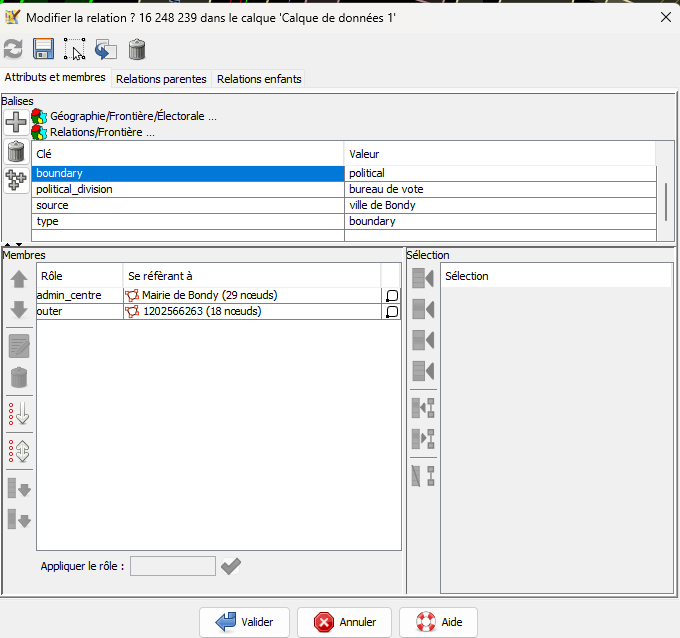 Modifier la relation ? 16 248 239 dans le calque 'Calque de données 1'
Attributs et membres Relations parentes Relations enfants
Balises
Géographie/Frontière/Électorale ...
Relations/Frontière ...
Clé Valeur
boundary political
political_division bureau de vote
source ville de Bondy
type boundary
Membres Sélection
Rôle Se référant à Sélection
admin_centre Mairie de Bondy (29 nœuds)
outer 1202566263 (18 nœuds)
Appliquer le rôle :
Valider Annuler Aide